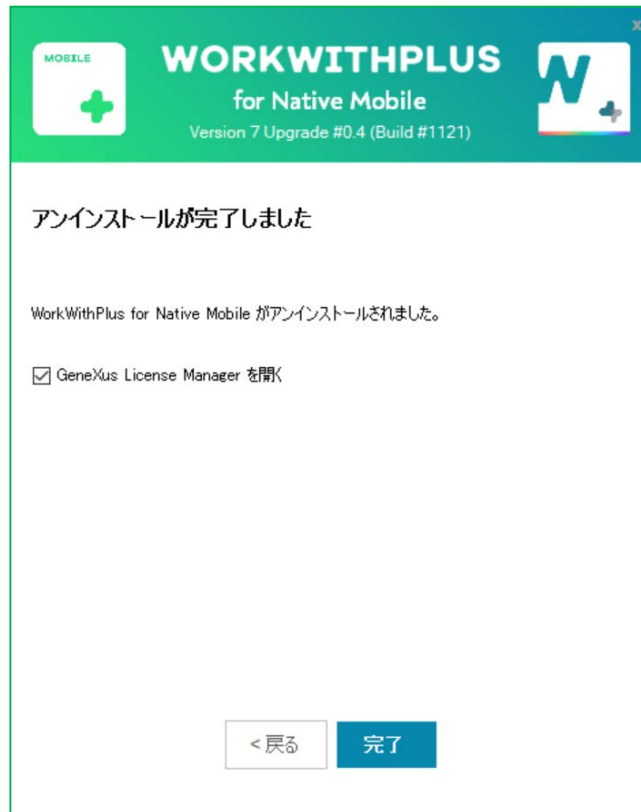 MOBILE
WORKWITHPLUS
for Native Mobile
Version 7 Upgrade #0.4 (Build #1121)
x
アンインストールが完了しました
WorkWithPlus for Native Mobile がアンインストールされました。
GeneXus License Manager を開く
< 戻る
完了